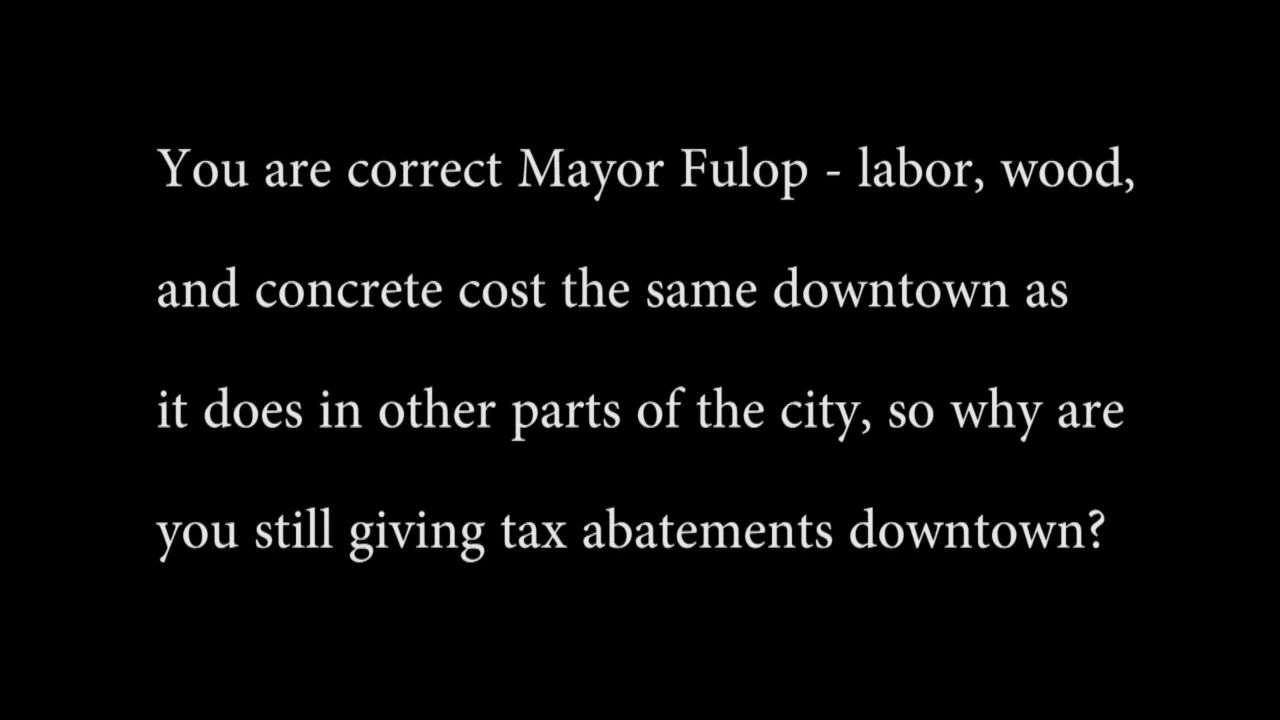 You are correct Mayor Fulop - labor, wood,
and concrete cost the same downtown as
it does in other parts of the city, so why are
you still giving tax abatements downtown?